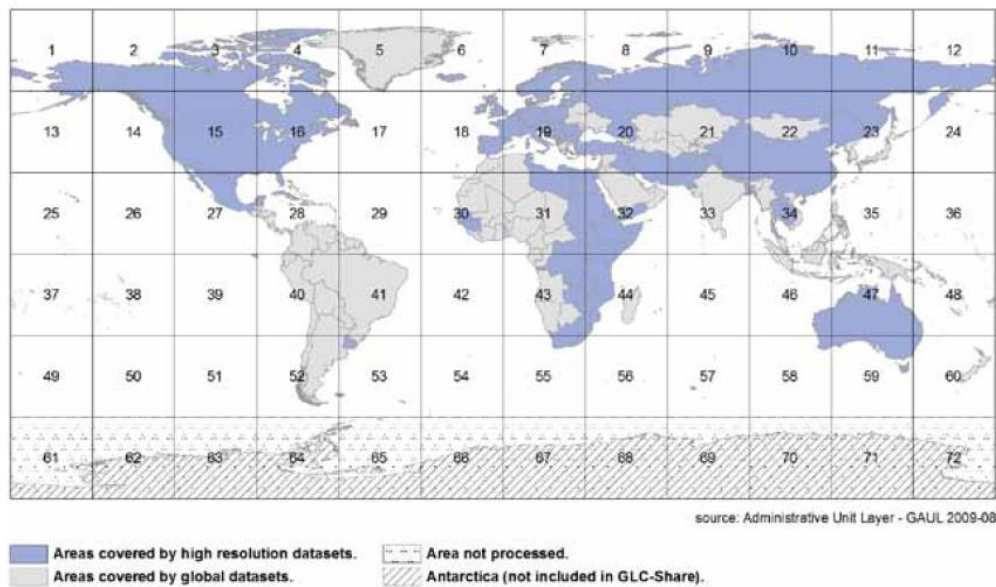 1 2 3 4 5 6 7 8 9 10 11 12
13 14 15 16 17 18 19 20 21 22 23 24
25 26 27 28 29 30 31 32 33 34 35 36
37 38 39 40 41 42 43 44 45 46 47 48
49 50 51 52 53 54 55 56 57 58 59 60
61 62 63 64 65 66 67 68 69 70 71 72
source: Administrative Unit Layer - GAUL 2009-08
Areas covered by high resolution datasets. Area not processed.
Areas covered by global datasets. Antarctica (not included in GLC-Share).